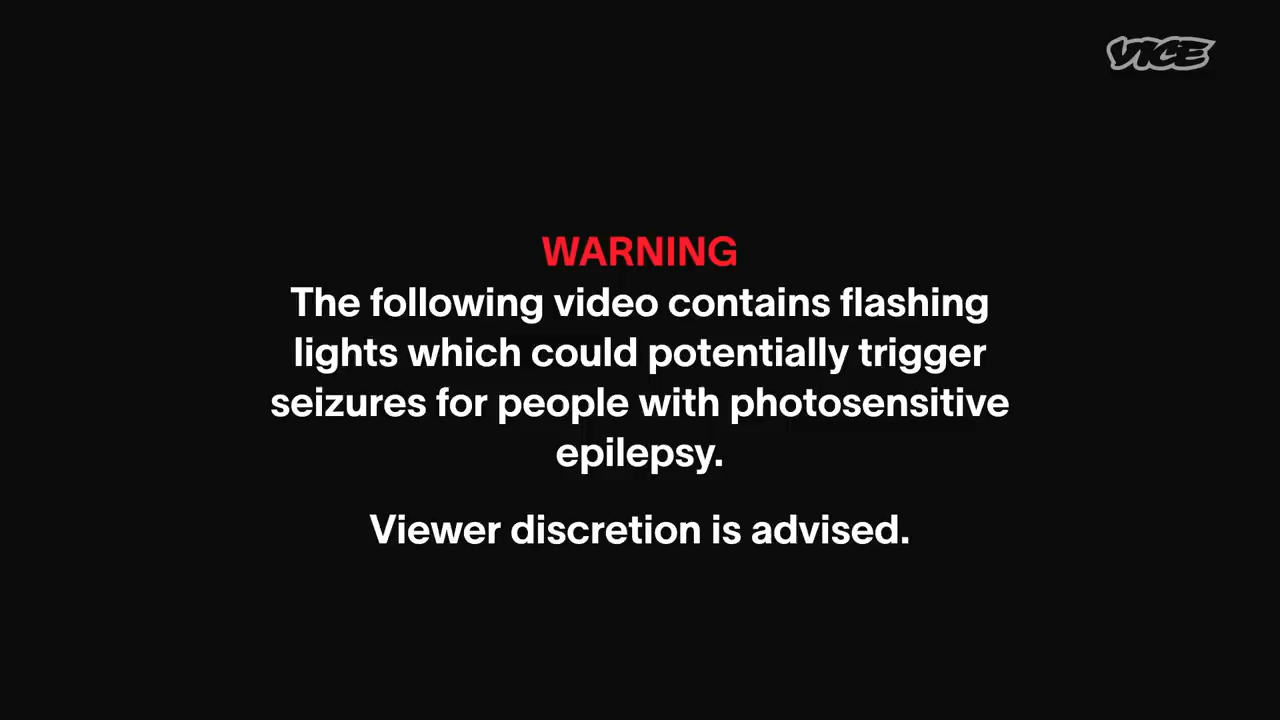 VICE
WARNING
The following video contains flashing
lights which could potentially trigger
seizures for people with photosensitive
epilepsy.
Viewer discretion is advised.